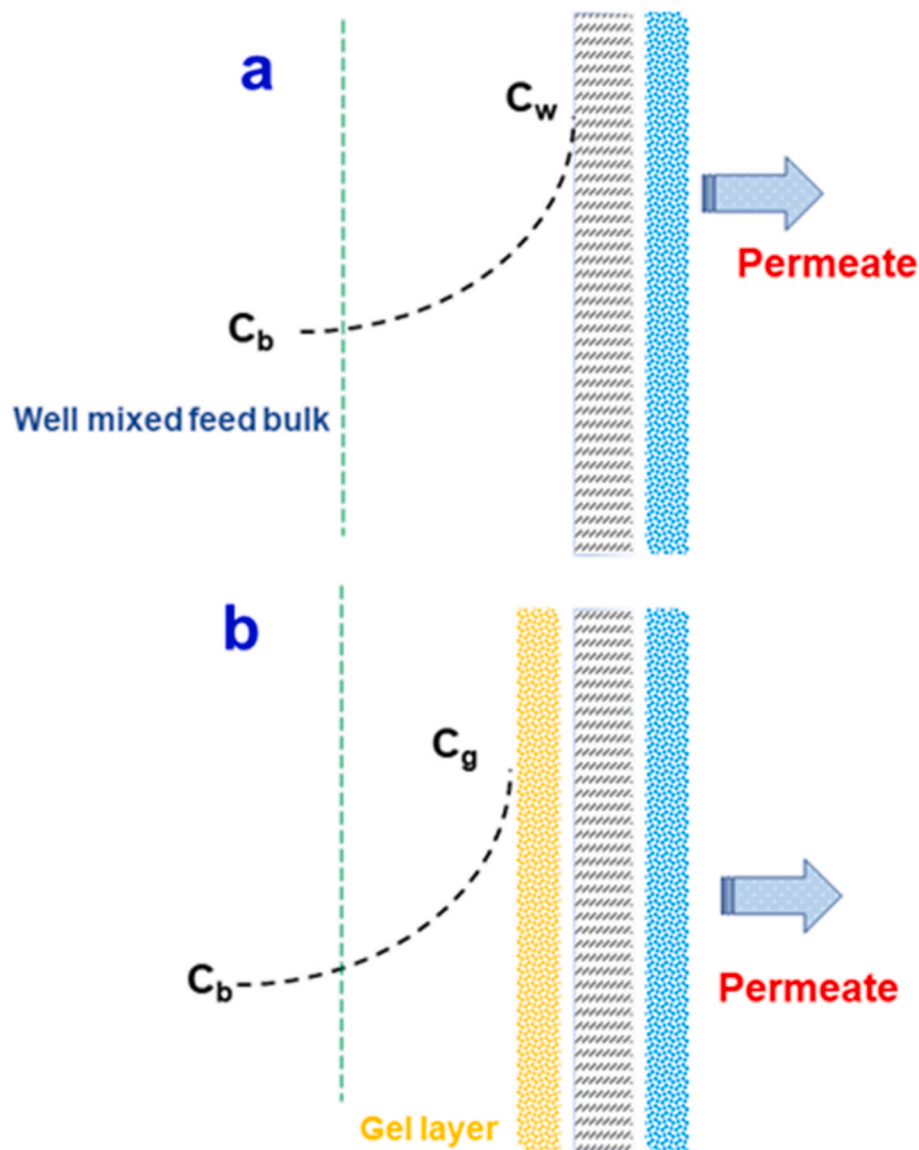 a
Cw
Permeate
Cb
Well mixed feed bulk
b
Cg
Cb
Permeate
Gel layer